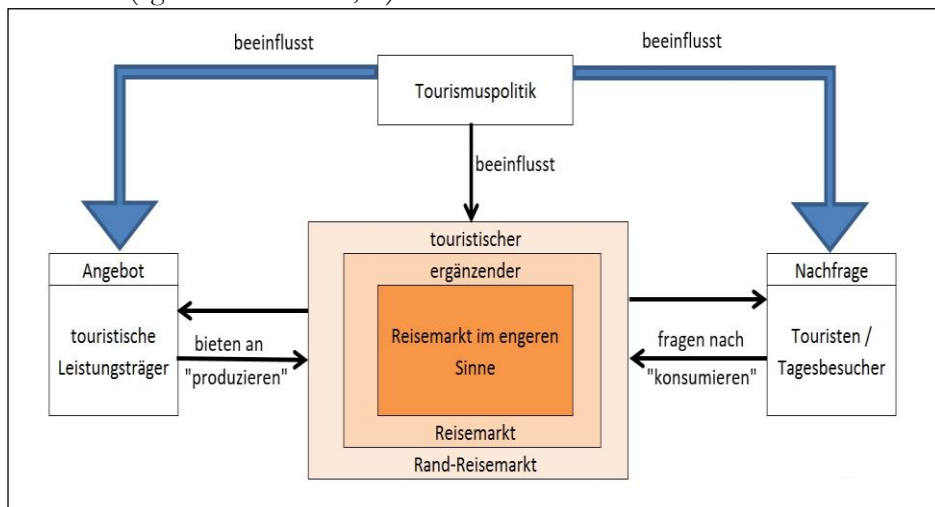 beeinflusst
beeinflusst
Tourismuspolitik
beeinflusst
touristischer
ergänzender
Reisemarkt im engeren
Sinne
Reisemarkt
Rand-Reisemarkt
Angebot
touristische
Leistungsträger
bieten an
"produzieren"
Nachfrage
Touristen /
Tagesbesucher
fragen nach
"konsumieren"